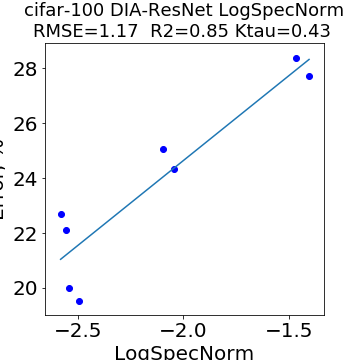 cifar-100 DIA-ResNet LogSpecNorm
RMSE=1.17 R2=0.85 Ktau=0.43
28
26
24
22
20
−2.5 −2.0 −1.5
LogSpecNorm